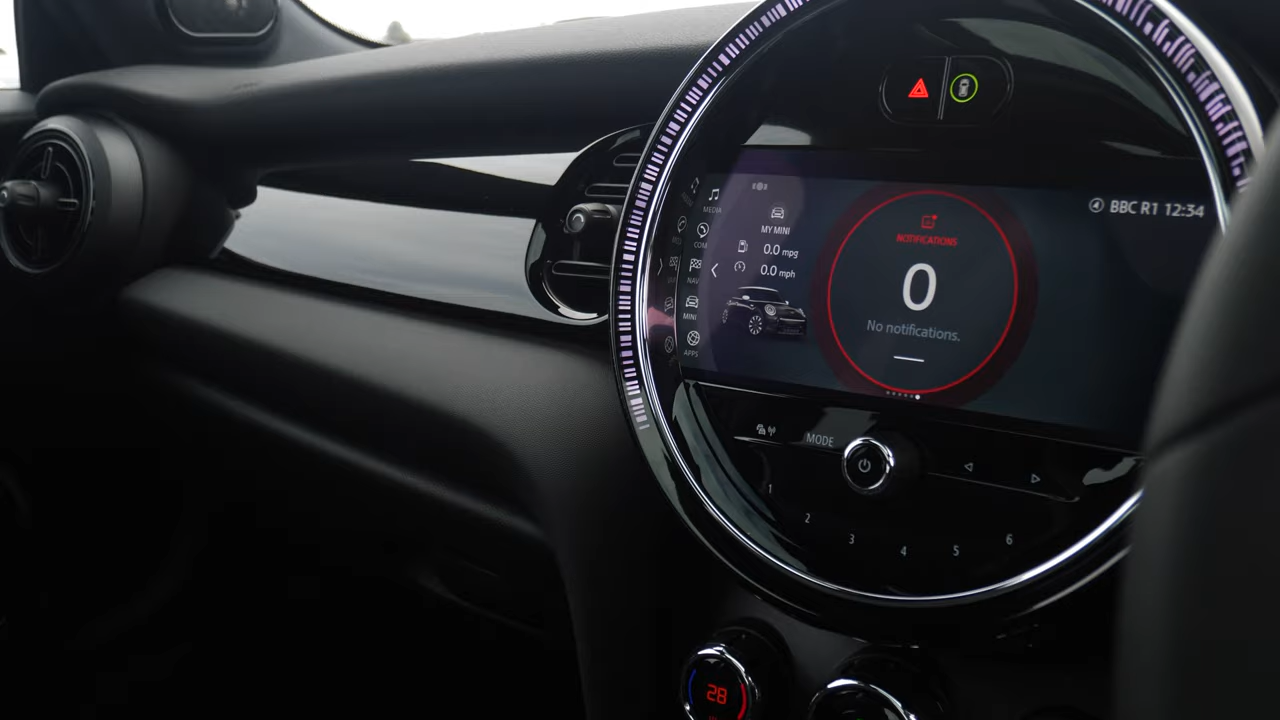 MEDIA
COM
NAV
MINI
APPS
MY MINI
0.0 mpg
0.0 mph
NOTIFICATIONS
0
No notifications.
BBC R1 12:34
MODE
1
2
3
4
5
6
28